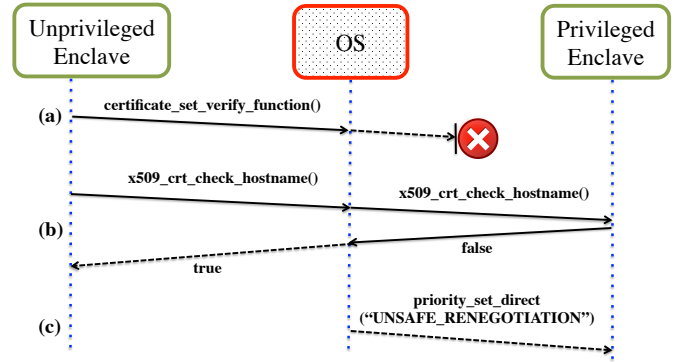 Unprivileged
Enclave
OS
Privileged
Enclave
(a)
certificate_set_verify_function()
x509_crt_check_hostname()
x509_crt_check_hostname()
(b)
false
true
priority_set_direct
(c)
(“UNSAFE_RENEGOTIATION”)